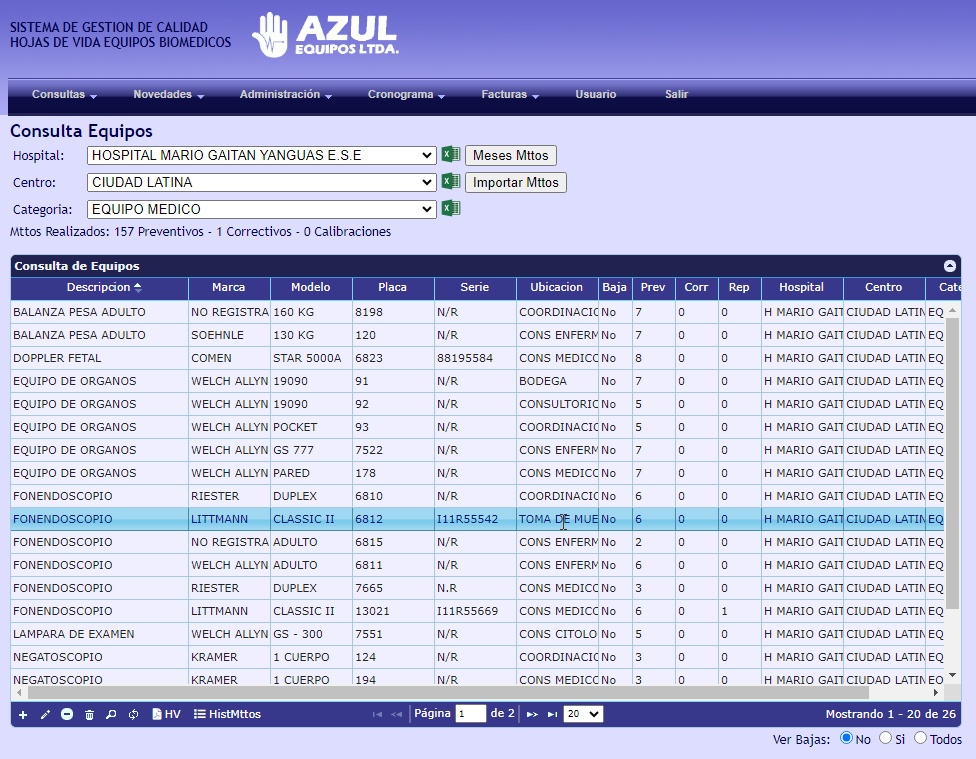 SISTEMA DE GESTION DE CALIDAD
HOJAS DE VIDA EQUIPOS BIOMEDICOS
AZUL
EQUIPOS LTDA.
Consultas Novedades Administración Cronograma Facturas Usuario Salir
Consulta Equipos
Hospital: HOSPITAL MARIO GAITAN YANGUAS E.S.E Meses Mttos
Centro: CIUDAD LATINA Importar Mttos
Categoria: EQUIPO MEDICO
Mttos Realizados: 157 Preventivos - 1 Correctivos - 0 Calibraciones
Consulta de Equipos
Descripcion Marca Modelo Placa Serie Ubicacion Baja Prev Corr Rep Hospital Centro Cate
BALANZA PESA ADULTO NO REGISTRA 160 KG 8198 N/R COORDINACIO No 7 0 0 H MARIO GAIT CIUDAD LATIN EQ
BALANZA PESA ADULTO SOEHNLE 130 KG 120 N/R CONS ENFERM No 7 0 0 H MARIO GAIT CIUDAD LATIN EQ
DOPPLER FETAL COMEN STAR 5000A 6823 88195584 CONS MEDICO No 8 0 0 H MARIO GAIT CIUDAD LATIN EQ
EQUIPO DE ORGANOS WELCH ALLYN 19090 91 N/R BODEGA No 7 0 0 H MARIO GAIT CIUDAD LATIN EQ
EQUIPO DE ORGANOS WELCH ALLYN 19090 92 N/R CONSULTORIO No 5 0 0 H MARIO GAIT CIUDAD LATIN EQ
EQUIPO DE ORGANOS WELCH ALLYN POCKET 93 N/R CONS MEDICO No 5 0 0 H MARIO GAIT CIUDAD LATIN EQ
EQUIPO DE ORGANOS WELCH ALLYN GS 777 7522 N/R CONS ENFERM No 7 0 0 H MARIO GAIT CIUDAD LATIN EQ
EQUIPO DE ORGANOS WELCH ALLYN PARED 178 N/R CONS MEDICO No 7 0 0 H MARIO GAIT CIUDAD LATIN EQ
FONENDOSCOPIO RIESTER DUPLEX 6810 N/R COORDINACIO No 6 0 0 H MARIO GAIT CIUDAD LATIN EQ
FONENDOSCOPIO LITTMANN CLASSIC II 6812 I11R55542 TOMA DE MUE No 6 0 0 H MARIO GAIT CIUDAD LATIN EQ
FONENDOSCOPIO NO REGISTRA ADULTO 6815 N/R CONS ENFERM No 2 0 0 H MARIO GAIT CIUDAD LATIN EQ
FONENDOSCOPIO WELCH ALLYN ADULTO 6811 N/R CONS ENFERM No 6 0 0 H MARIO GAIT CIUDAD LATIN EQ
FONENDOSCOPIO RIESTER DUPLEX 7665 N.R CONS MEDICO No 3 0 0 H MARIO GAIT CIUDAD LATIN EQ
FONENDOSCOPIO LITTMANN CLASSIC II 13021 I11R55669 CONS MEDICO No 6 0 1 H MARIO GAIT CIUDAD LATIN EQ
LAMPARA DE EXAMEN WELCH ALLYN GS - 300 7551 N/R CONS CITOLO No 5 0 0 H MARIO GAIT CIUDAD LATIN EQ
NEGATOSCOPIO KRAMER 1 CUERPO 124 N/R COORDINACIO No 3 0 0 H MARIO GAIT CIUDAD LATIN EQ
NEGATOSCOPIO KRAMER 1 CUERPO 194 N/R CONS MEDICO No 3 0 0 H MARIO GAIT CIUDAD LATIN EQ
HV HistMttos Página 1 de 2 20 Mostrando 1 - 20 de 26
Ver Bajas: No Si Todos